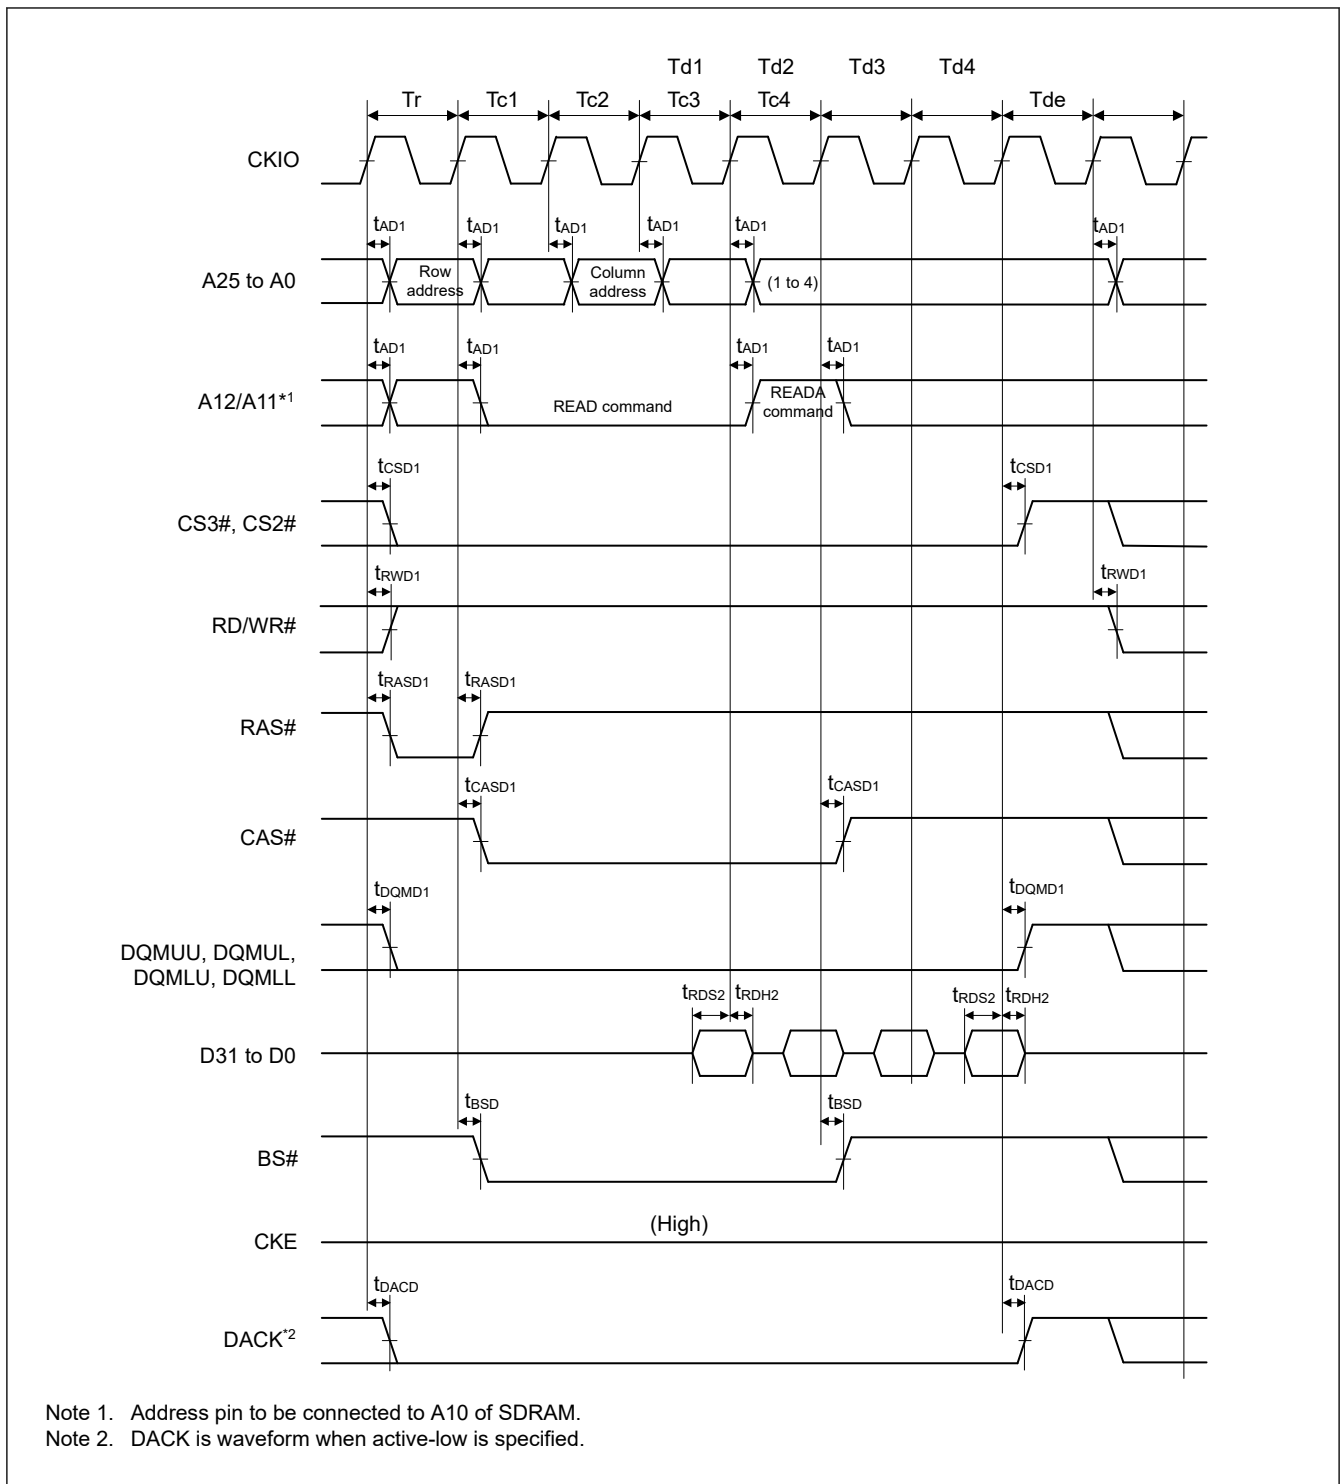 Td1 Td2 Td3 Td4
Tr Tc1 Tc2 Tc3 Tc4 Tde
CKIO
tAD1 tAD1 tAD1 tAD1 tAD1 tAD1
A25 to A0
Row address
Column address
(1 to 4)
tAD1 tAD1 tAD1 tAD1
A12/A11*1
READ command
READA command
tCSD1 tCSD1
CS3#, CS2#
tRWD1 tRWD1
RD/WR#
tRASD1 tRASD1
RAS#
tCASD1 tCASD1
CAS#
tDQMD1 tDQMD1
DQMUU, DQMUL,
DQMLU, DQMLL
tRDS2 tRDH2 tRDS2 tRDH2
D31 to D0
tBSD tBSD
BS#
(High)
CKE
tDACD tDACD
DACK*2
Note 1. Address pin to be connected to A10 of SDRAM.
Note 2. DACK is waveform when active-low is specified.